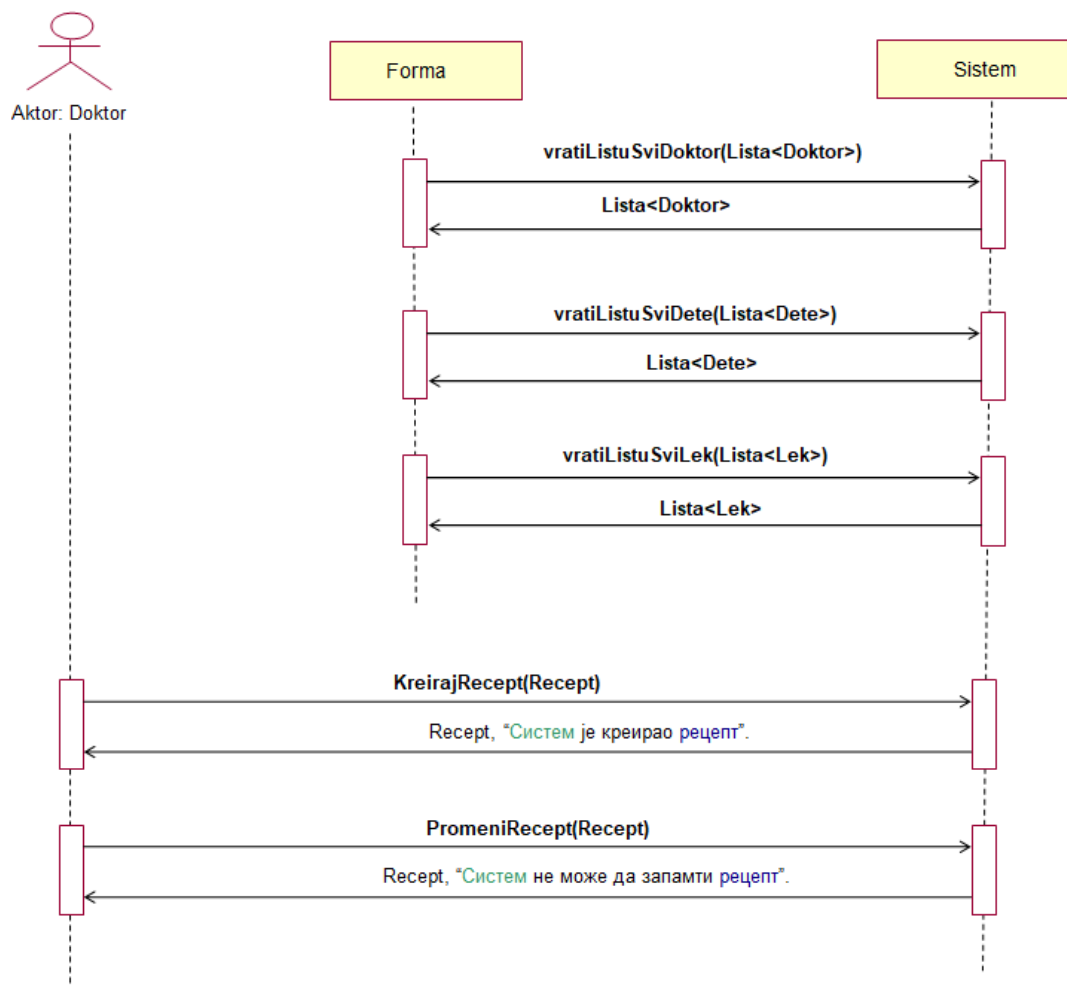 Forma
Sistem
Aktor: Doktor
vratiListuSviDoktor(Lista<Doktor>)
Lista<Doktor>
vratiListuSviDete(Lista<Dete>)
Lista<Dete>
vratiListuSviLek(Lista<Lek>)
Lista<Lek>
KreirajRecept(Recept)
Recept, “Систем је креирао рецепт”.
PromeniRecept(Recept)
Recept, “Систем не може да запамти рецепт”.